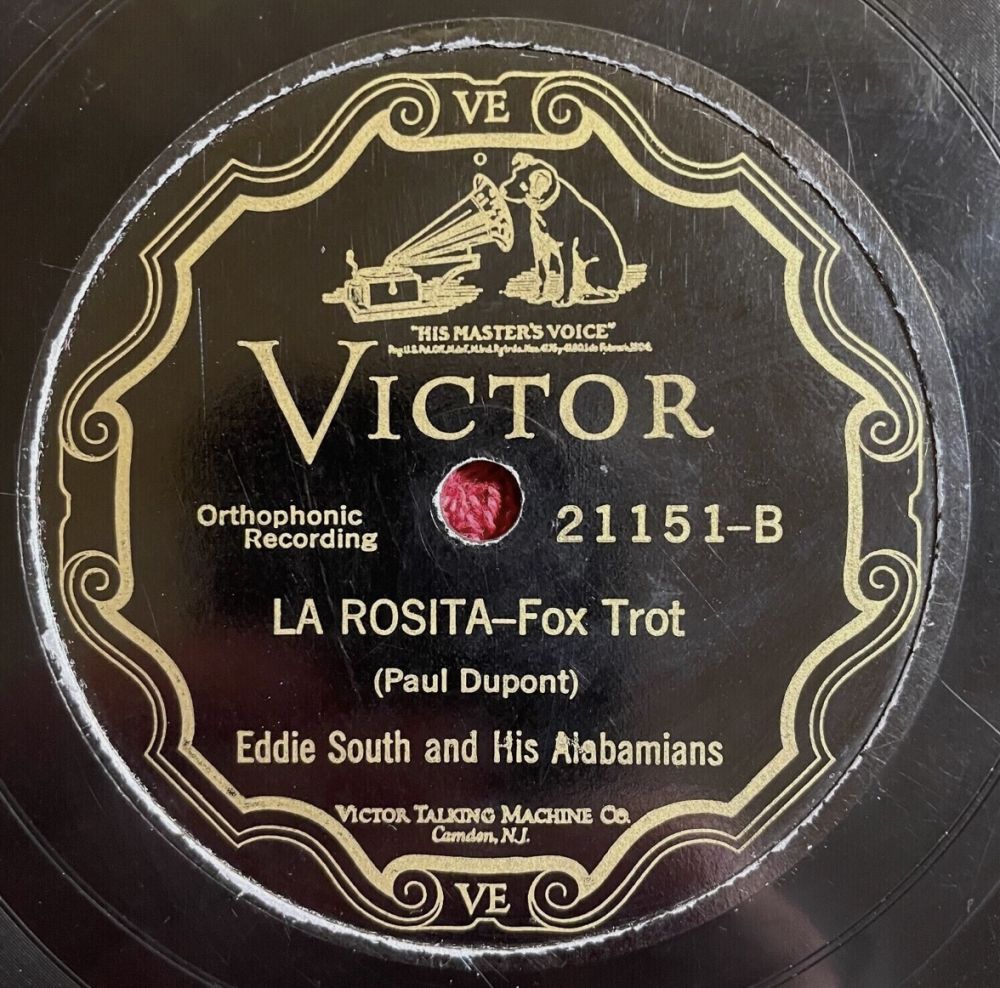 VE
"HIS MASTER'S VOICE"
VICTOR
Orthophonic
Recording
21151-B
LA ROSITA–Fox Trot
(Paul Dupont)
Eddie South and His Alabamians
VICTOR TALKING MACHINE CO.
Camden, N.J.
VE